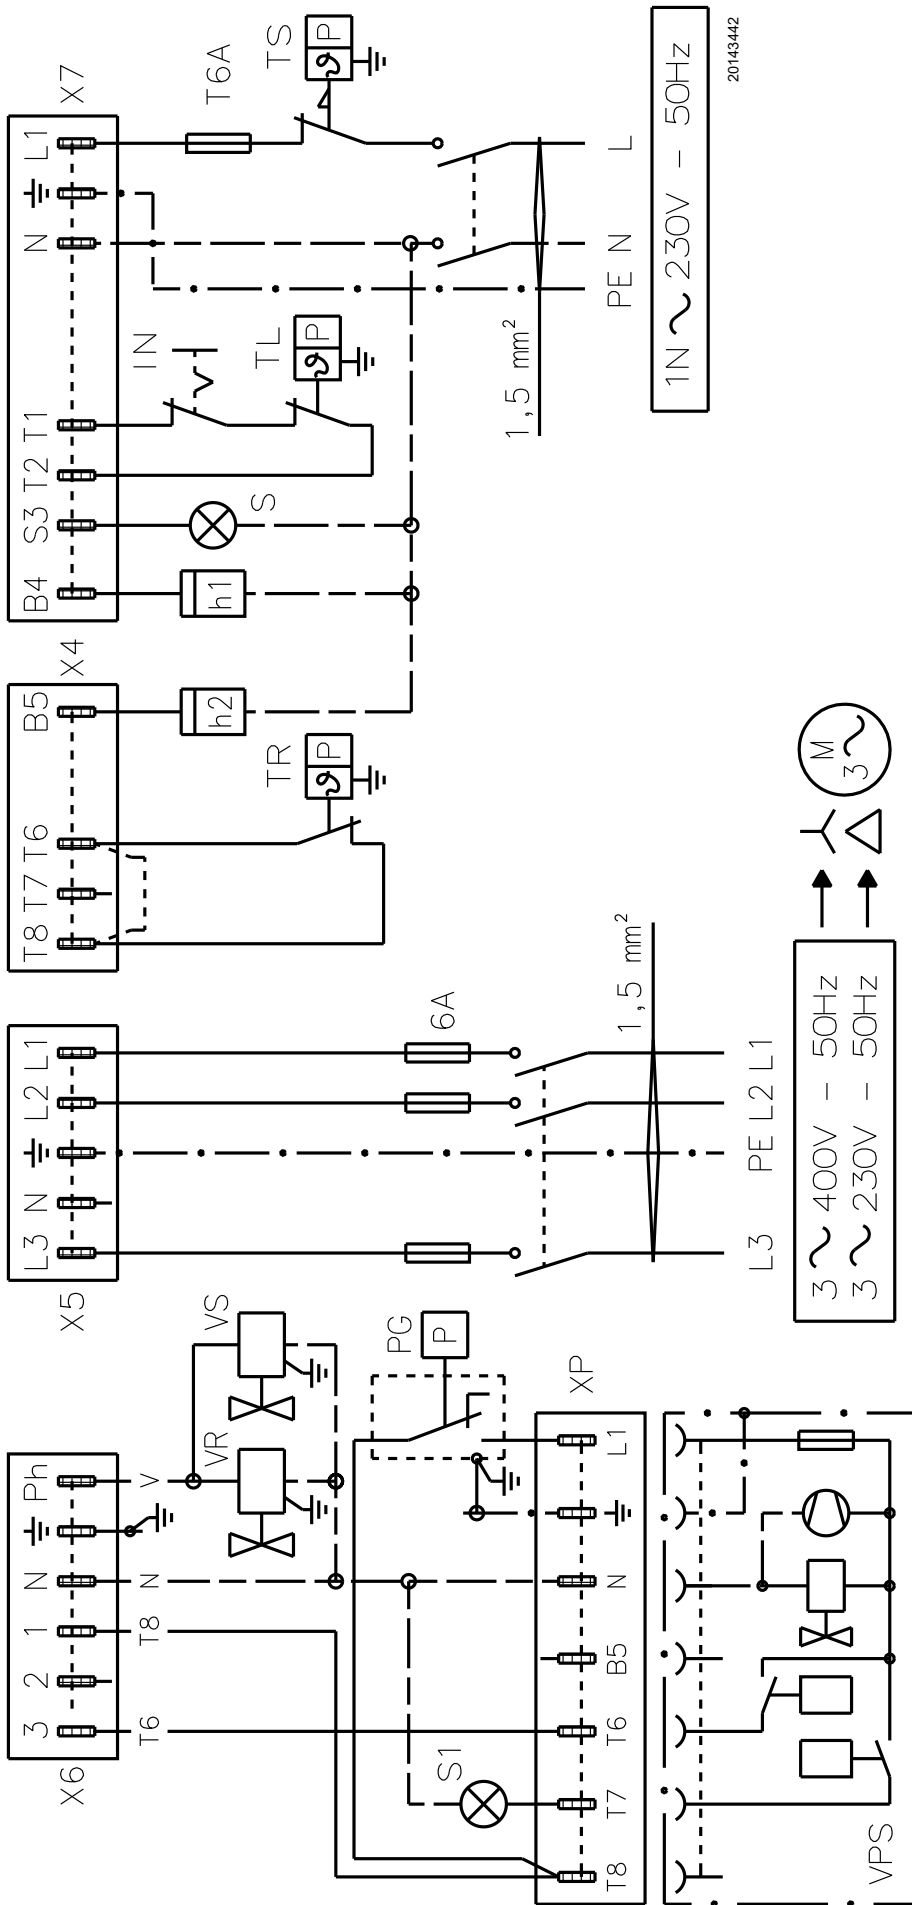 X7
L1
N
T1
T2
S3
B4
T6A
TS
P
IN
TL
P
S
h1
L
N
PE
1,5 mm²
1N ~ 230V - 50Hz
20143442
X4
B5
T6
T7
T8
h2
TR
P
M
3 ~
X5
L1
L2
N
L3
6A
1,5 mm²
L1
L2
PE
L3
3 ~ 400V - 50Hz
3 ~ 230V - 50Hz
X6
Ph
N
1
2
3
V
N
T8
T6
VS
VR
PG
P
S1
XP
L1
N
B5
T6
T7
T8
VPS